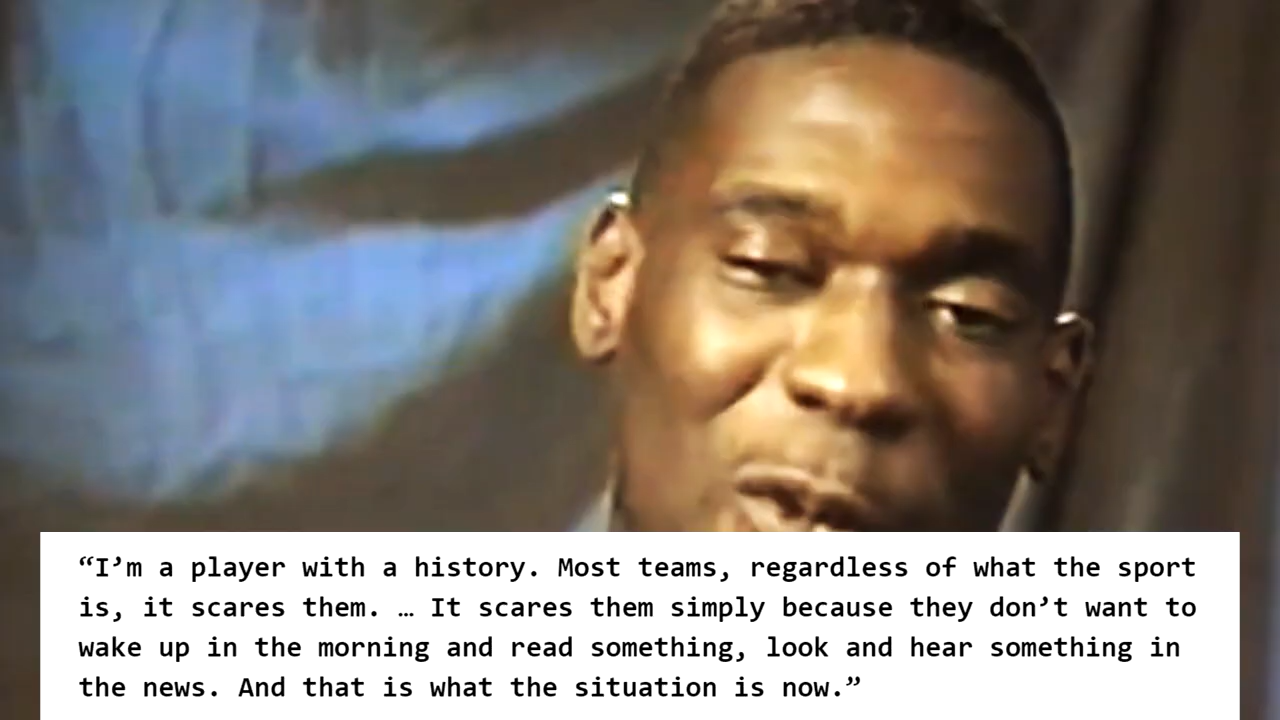 “I’m a player with a history. Most teams, regardless of what the sport
is, it scares them. … It scares them simply because they don’t want to
wake up in the morning and read something, look and hear something in
the news. And that is what the situation is now.”